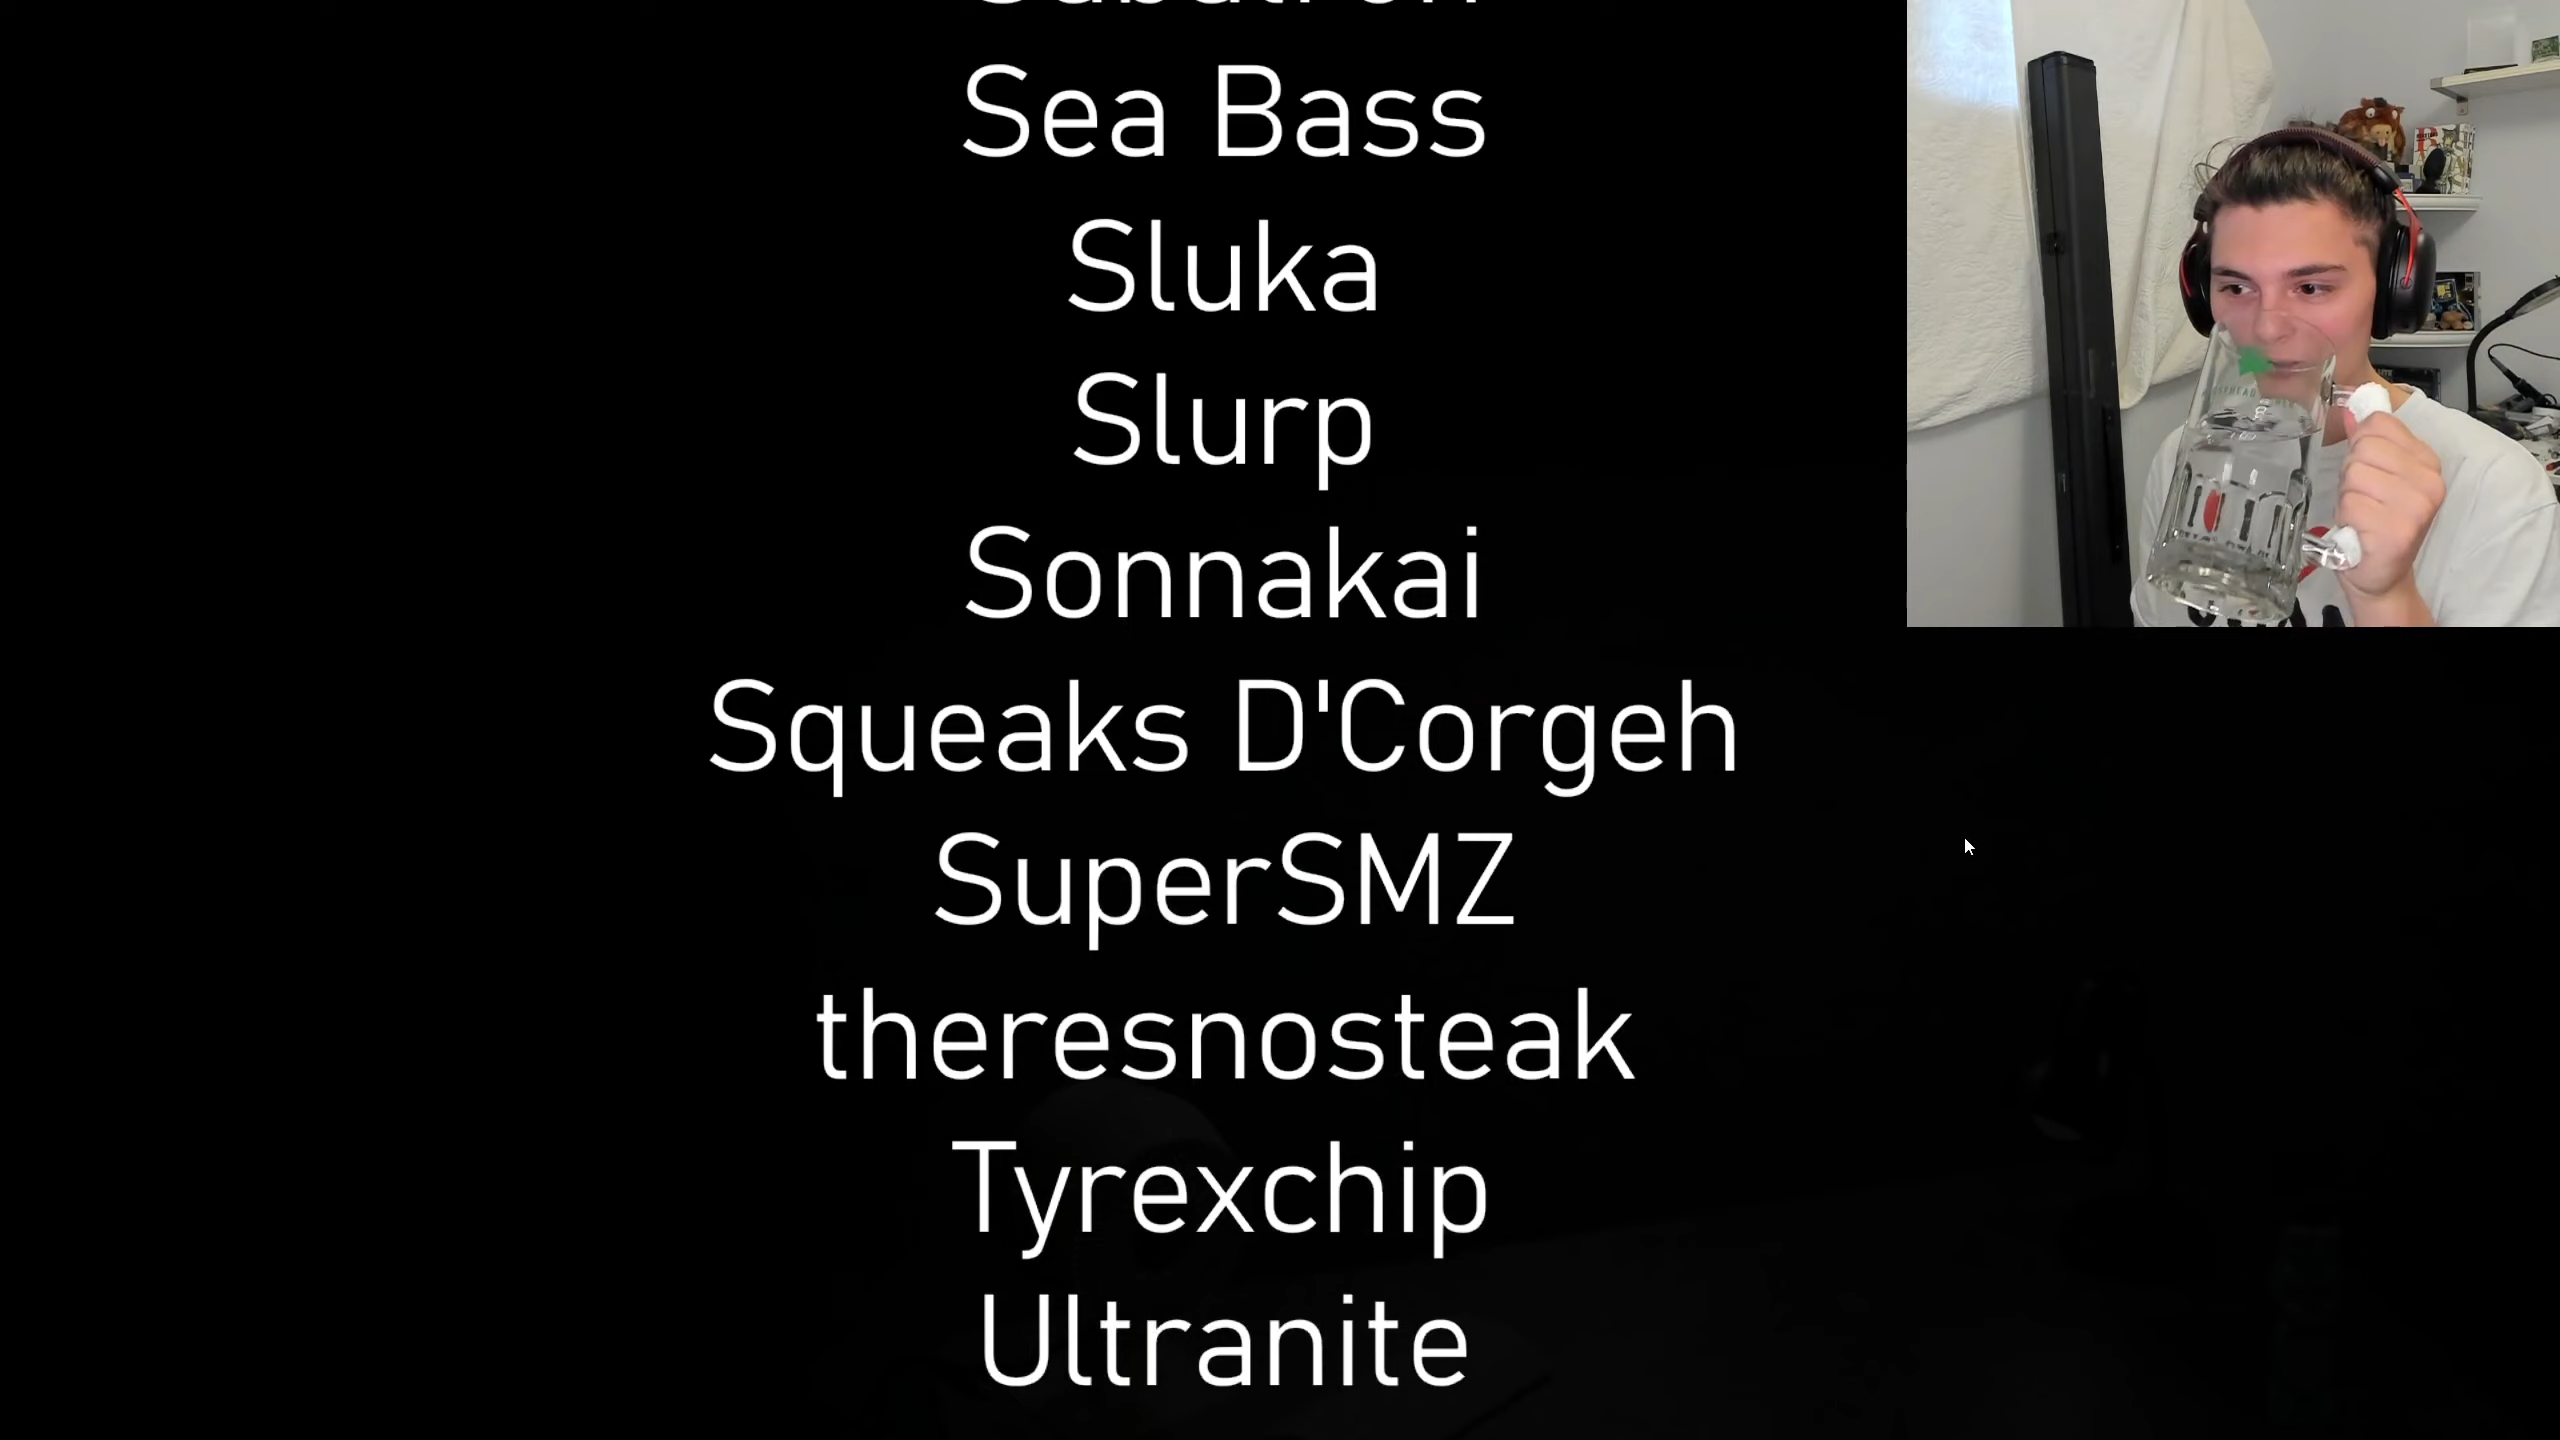 Sea Bass
Sluka
Slurp
Sonnakai
Squeaks D'Corgeh
SuperSMZ
theresnosteak
Tyrexchip
Ultranite